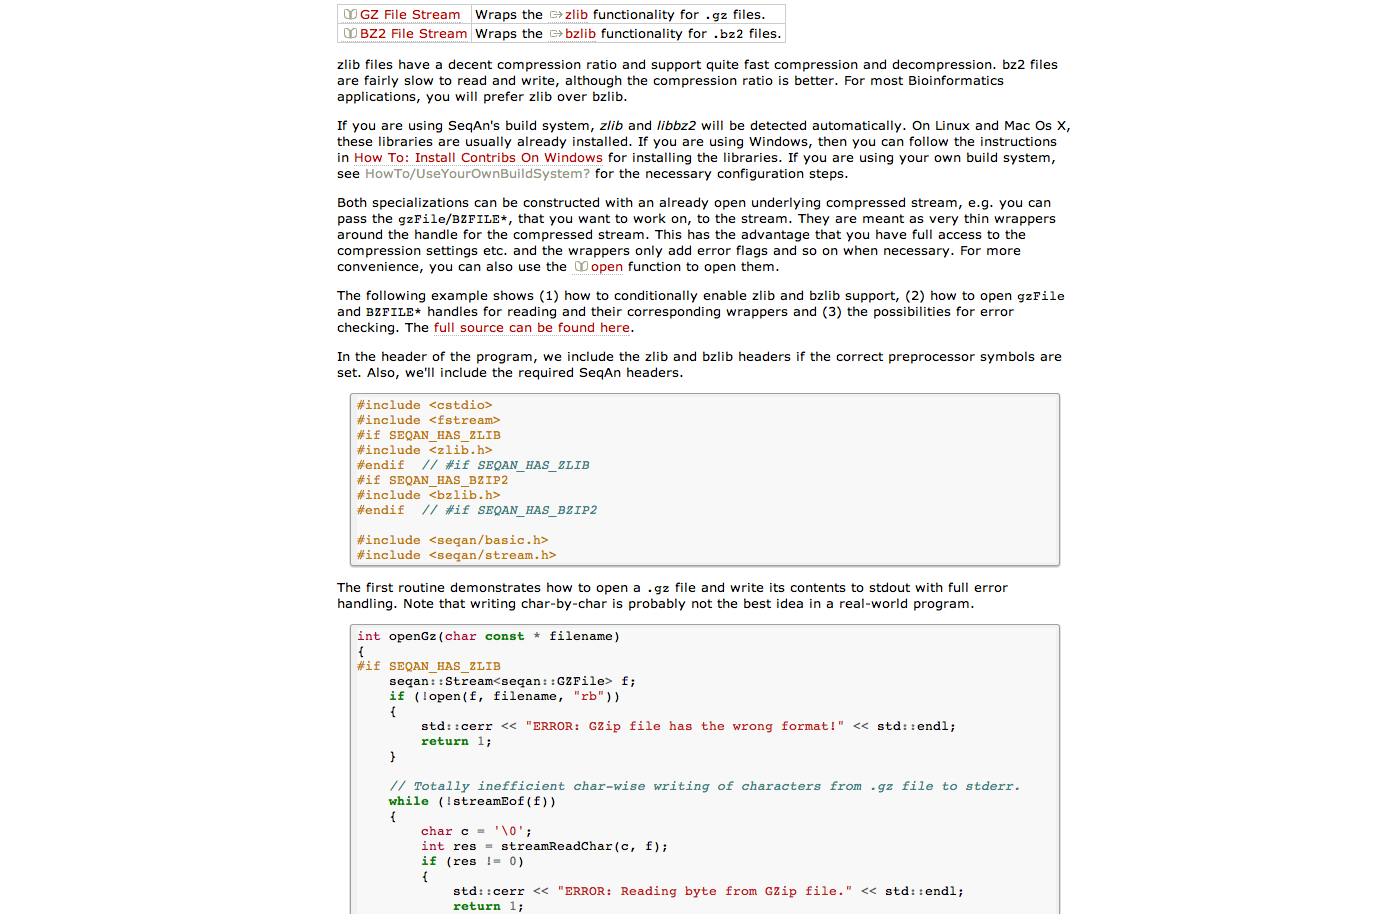 GZ File Stream Wraps the zlib functionality for .gz files.
BZ2 File Stream Wraps the bzlib functionality for .bz2 files.
zlib files have a decent compression ratio and support quite fast compression and decompression. bz2 files
are fairly slow to read and write, although the compression ratio is better. For most Bioinformatics
applications, you will prefer zlib over bzlib.
If you are using SeqAn's build system, zlib and libbz2 will be detected automatically. On Linux and Mac Os X,
these libraries are usually already installed. If you are using Windows, then you can follow the instructions
in How To: Install Contribs On Windows for installing the libraries. If you are using your own build system,
see HowTo/UseYourOwnBuildSystem? for the necessary configuration steps.
Both specializations can be constructed with an already open underlying compressed stream, e.g. you can
pass the gzFile/BZFILE*, that you want to work on, to the stream. They are meant as very thin wrappers
around the handle for the compressed stream. This has the advantage that you have full access to the
compression settings etc. and the wrappers only add error flags and so on when necessary. For more
convenience, you can also use the open function to open them.
The following example shows (1) how to conditionally enable zlib and bzlib support, (2) how to open gzFile
and BZFILE* handles for reading and their corresponding wrappers and (3) the possibilities for error
checking. The full source can be found here.
In the header of the program, we include the zlib and bzlib headers if the correct preprocessor symbols are
set. Also, we'll include the required SeqAn headers.
#include <cstdio>
#include <fstream>
#if SEQAN_HAS_ZLIB
#include <zlib.h>
#endif  // #if SEQAN_HAS_ZLIB
#if SEQAN_HAS_BZIP2
#include <bzlib.h>
#endif  // #if SEQAN_HAS_BZIP2
#include <seqan/basic.h>
#include <seqan/stream.h>
The first routine demonstrates how to open a .gz file and write its contents to stdout with full error
handling. Note that writing char-by-char is probably not the best idea in a real-world program.
int openGz(char const * filename)
{
#if SEQAN_HAS_ZLIB
    seqan::Stream<seqan::GZFile> f;
    if (!open(f, filename, "rb"))
    {
        std::cerr << "ERROR: GZip file has the wrong format!" << std::endl;
        return 1;
    }
    // Totally inefficient char-wise writing of characters from .gz file to stderr.
    while (!streamEof(f))
    {
        char c = '\0';
        int res = streamReadChar(c, f);
        if (res != 0)
        {
            std::cerr << "ERROR: Reading byte from GZip file." << std::endl;
            return 1;